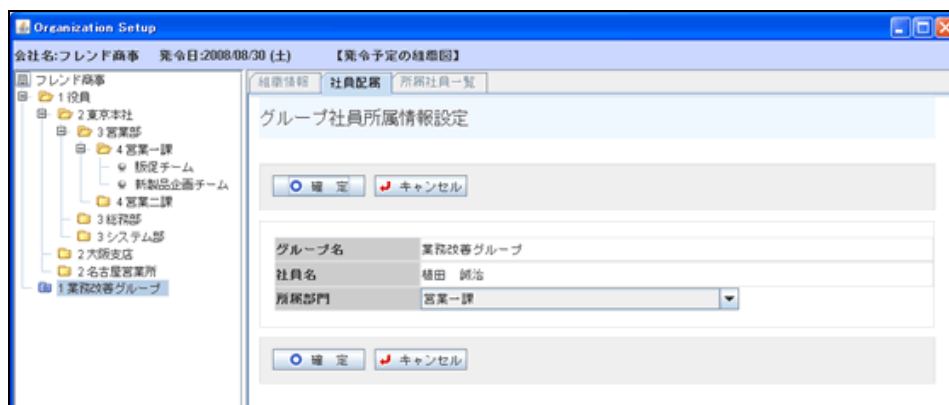 Organization Setup
会社名:フレンド商事 発令日:2008/08/30 (土) 【発令予定の組織図】
フレンド商事
1 役員
2 東京本社
3 営業部
4 営業一課
販促チーム
新製品企画チーム
4 営業二課
3 総務部
3 システム部
2 大阪支店
2 名古屋営業所
1 業務改善グループ
組織情報 社員配属 所属社員一覧
グループ社員所属情報設定
確 定 キャンセル
グループ名 業務改善グループ
社員名 植田 誠治
所属部門 営業一課
確 定 キャンセル